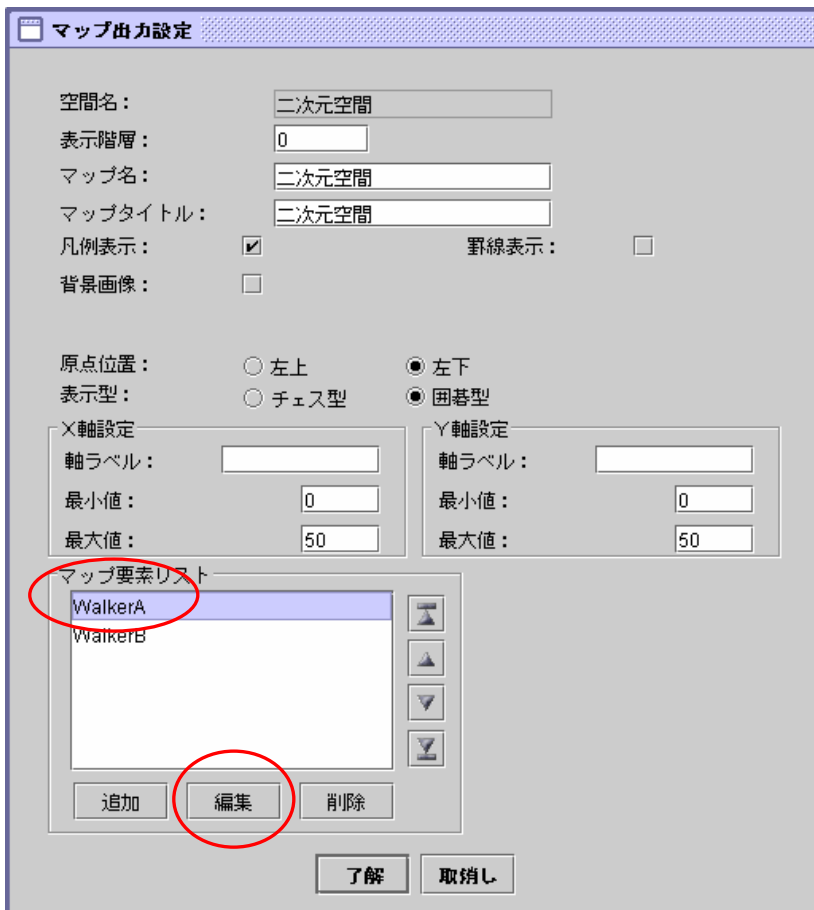 マップ出力設定
空間名： 二次元空間
表示階層： 0
マップ名： 二次元空間
マップタイトル： 二次元空間
凡例表示： 罫線表示：
背景画像：
原点位置： 左上 左下
表示型： チェス型 囲碁型
X軸設定 Y軸設定
軸ラベル： 軸ラベル：
最小値： 0 最小値： 0
最大値： 50 最大値： 50
マップ要素リスト
WalkerA
WalkerB
追加 編集 削除
了解 取消し